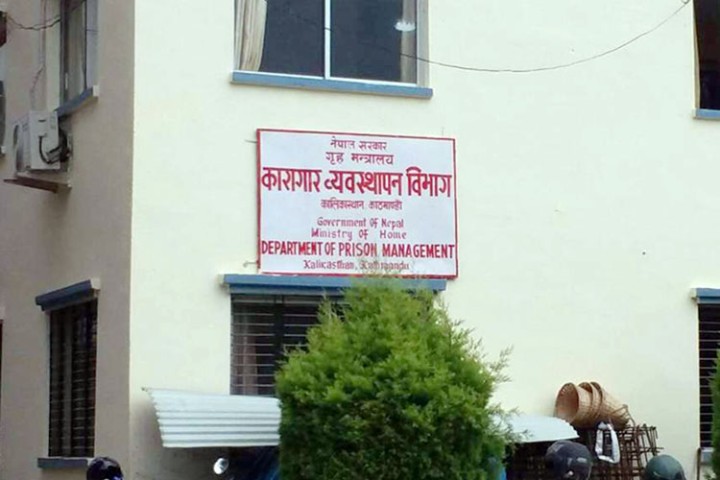 नेपाल सरकार
गृह मन्त्रालय
कारागार व्यवस्थापन विभाग
कालिकास्थान काठमाण्डौ
Government of Nepal
Ministry of Home
DEPARTMENT OF PRISON MANAGEMENT
Kalicasthan, Kathmandu